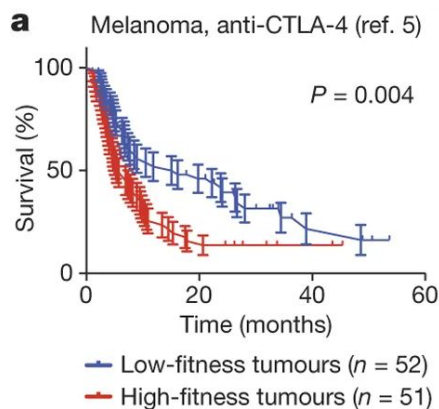 a Melanoma, anti-CTLA-4 (ref. 5)
100
P = 0.004
Survival (%)
50
0
0 20 40 60
Time (months)
Low-fitness tumours (n = 52)
High-fitness tumours (n = 51)